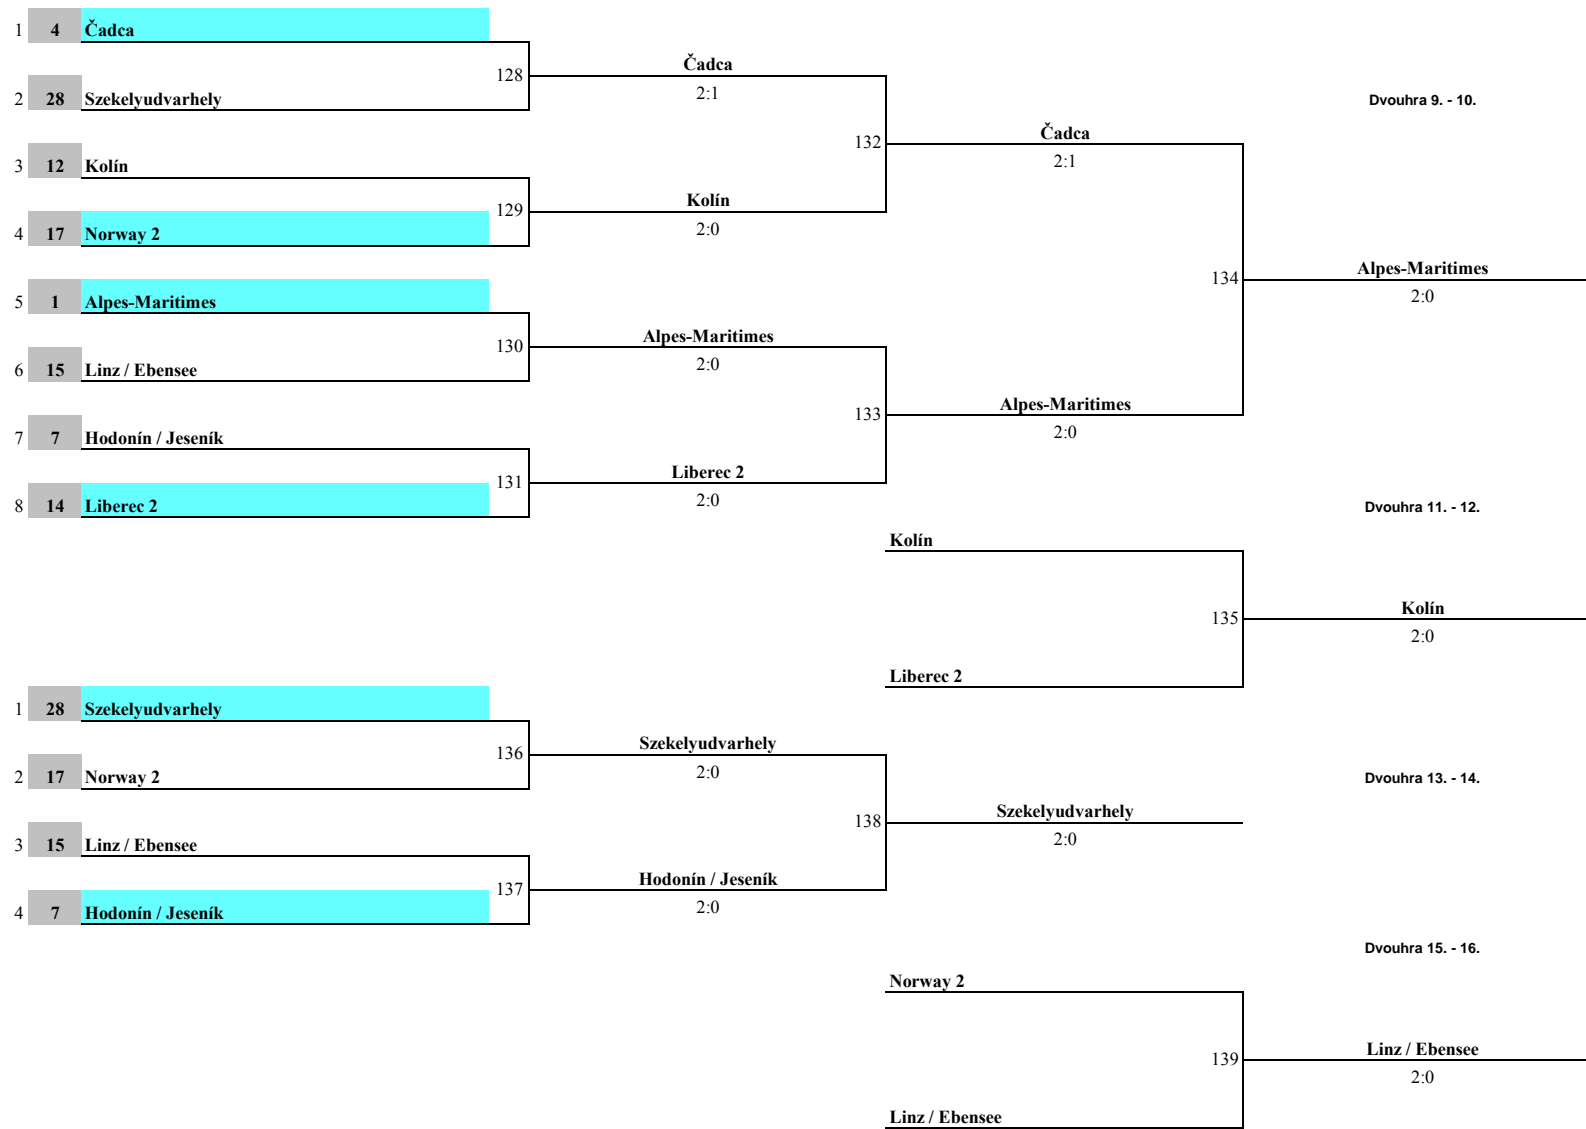 1 4 Čadca
128
Čadca
2:1
2 28 Szekelyudvarhely
Dvouhra 9. - 10.
132
Čadca
2:1
3 12 Kolín
129
Kolín
2:0
4 17 Norway 2
134
Alpes-Maritimes
2:0
5 1 Alpes-Maritimes
130
Alpes-Maritimes
2:0
6 15 Linz / Ebensee
133
Alpes-Maritimes
2:0
7 7 Hodonín / Jeseník
131
Liberec 2
2:0
8 14 Liberec 2
Dvouhra 11. - 12.
Kolín
135
Kolín
2:0
Liberec 2
1 28 Szekelyudvarhely
136
Szekelyudvarhely
2:0
2 17 Norway 2
Dvouhra 13. - 14.
138
Szekelyudvarhely
2:0
3 15 Linz / Ebensee
137
Hodonín / Jeseník
2:0
4 7 Hodonín / Jeseník
Dvouhra 15. - 16.
Norway 2
139
Linz / Ebensee
2:0
Linz / Ebensee